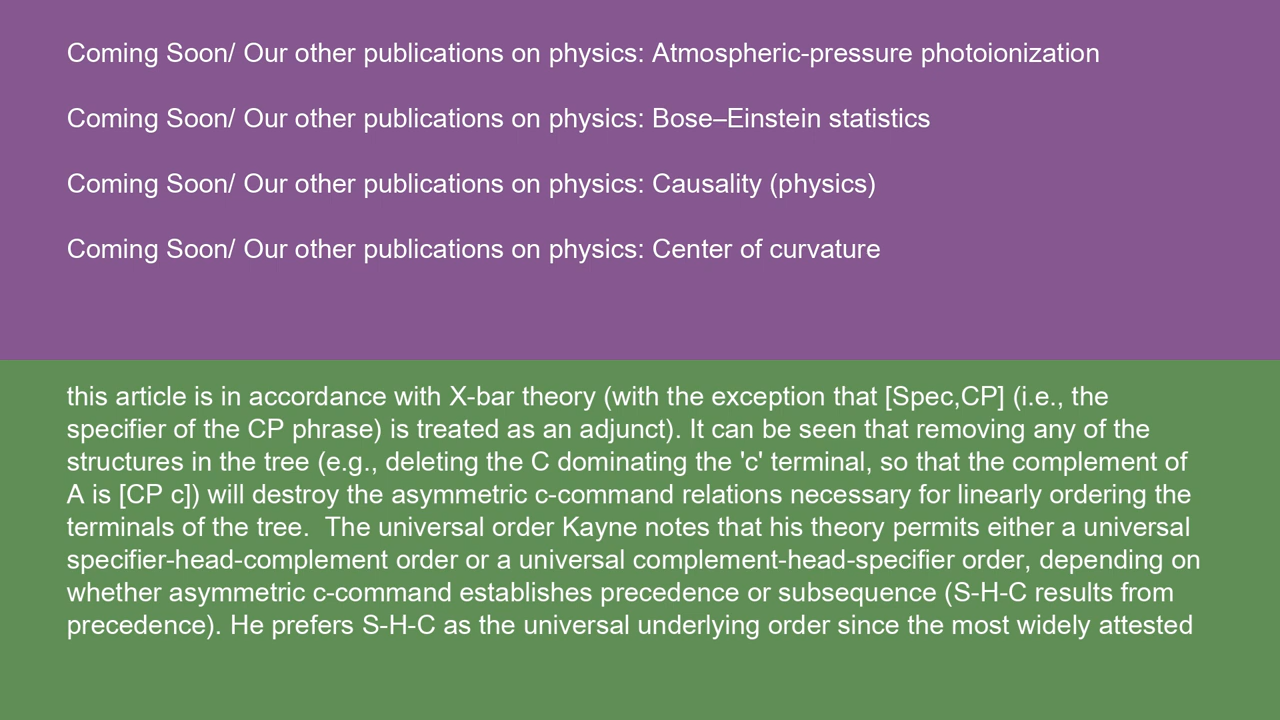 Coming Soon/ Our other publications on physics: Atmospheric-pressure photoionization
Coming Soon/ Our other publications on physics: Bose–Einstein statistics
Coming Soon/ Our other publications on physics: Causality (physics)
Coming Soon/ Our other publications on physics: Center of curvature
this article is in accordance with X-bar theory (with the exception that [Spec,CP] (i.e., the
specifier of the CP phrase) is treated as an adjunct). It can be seen that removing any of the
structures in the tree (e.g., deleting the C dominating the 'c' terminal, so that the complement of
A is [CP c]) will destroy the asymmetric c-command relations necessary for linearly ordering the
terminals of the tree.  The universal order Kayne notes that his theory permits either a universal
specifier-head-complement order or a universal complement-head-specifier order, depending on
whether asymmetric c-command establishes precedence or subsequence (S-H-C results from
precedence). He prefers S-H-C as the universal underlying order since the most widely attested